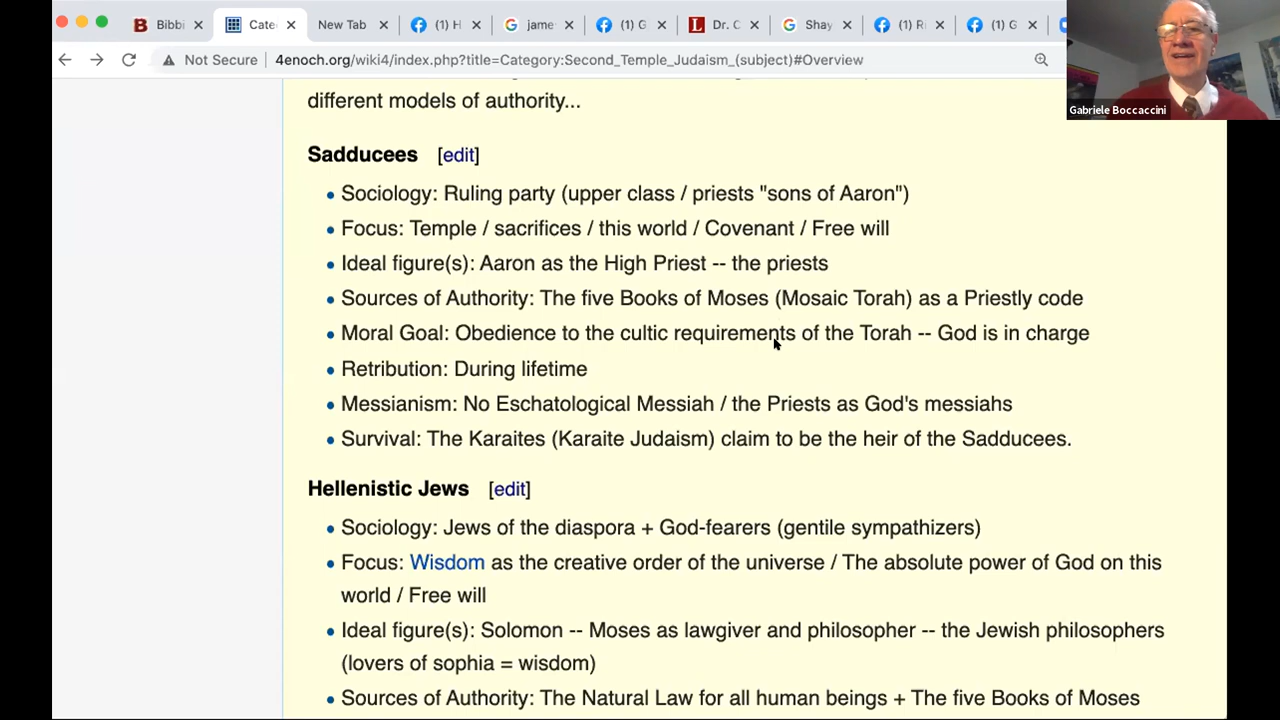 Bibbi
Cate
New Tab
(1) H
jame
(1) G
Dr. C
Shay
(1) Ri
(1) G
Not Secure
4enoch.org/wiki4/index.php?title=Category:Second_Temple_Judaism_(subject)#Overview
Gabriele Boccaccini
different models of authority...
Sadducees [edit]
Sociology: Ruling party (upper class / priests "sons of Aaron")
Focus: Temple / sacrifices / this world / Covenant / Free will
Ideal figure(s): Aaron as the High Priest -- the priests
Sources of Authority: The five Books of Moses (Mosaic Torah) as a Priestly code
Moral Goal: Obedience to the cultic requirements of the Torah -- God is in charge
Retribution: During lifetime
Messianism: No Eschatological Messiah / the Priests as God's messiahs
Survival: The Karaites (Karaite Judaism) claim to be the heir of the Sadducees.
Hellenistic Jews [edit]
Sociology: Jews of the diaspora + God-fearers (gentile sympathizers)
Focus: Wisdom as the creative order of the universe / The absolute power of God on this
world / Free will
Ideal figure(s): Solomon -- Moses as lawgiver and philosopher -- the Jewish philosophers
(lovers of sophia = wisdom)
Sources of Authority: The Natural Law for all human beings + The five Books of Moses